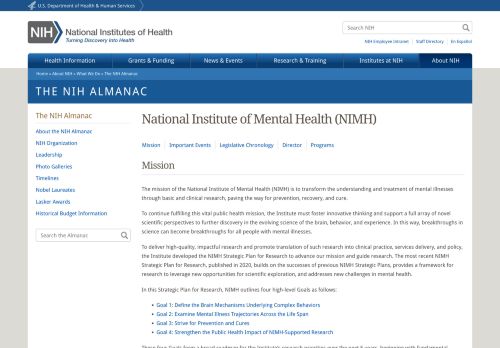 U.S. Department of Health & Human Services
NIH National Institutes of Health
Turning Discovery Into Health
Search NIH
NIH Employee Intranet | Staff Directory | En Español
Health Information
Grants & Funding
News & Events
Research & Training
Institutes at NIH
About NIH
Home » About NIH » What We Do » The NIH Almanac
THE NIH ALMANAC
The NIH Almanac
About the NIH Almanac
NIH Organization
Leadership
Photo Galleries
Timelines
Nobel Laureates
Lasker Awards
Historical Budget Information
Search the Almanac
National Institute of Mental Health (NIMH)
Mission | Important Events | Legislative Chronology | Director | Programs
Mission
The mission of the National Institute of Mental Health (NIMH) is to transform the understanding and treatment of mental illnesses
through basic and clinical research, paving the way for prevention, recovery, and cure.
To continue fulfilling this vital public health mission, the Institute must foster innovative thinking and support a full array of novel
scientific perspectives to further discovery in the evolving science of the brain, behavior, and experience. In this way, breakthroughs in
science can become breakthroughs for all people with mental illnesses.
To deliver high-quality, impactful research and promote translation of such research into clinical practice, services delivery, and policy,
the Institute developed the NIMH Strategic Plan for Research to advance our mission and guide research. The most recent NIMH
Strategic Plan for Research, published in 2020, builds on the successes of previous NIMH Strategic Plans, provides a framework for
research to leverage new opportunities for scientific exploration, and addresses new challenges in mental health.
In this Strategic Plan for Research, NIMH outlines four high-level Goals as follows:
• Goal 1: Define the Brain Mechanisms Underlying Complex Behaviors
• Goal 2: Examine Mental Illness Trajectories Across the Life Span
• Goal 3: Strive for Prevention and Cures
• Goal 4: Strengthen the Public Health Impact of NIMH-Supported Research